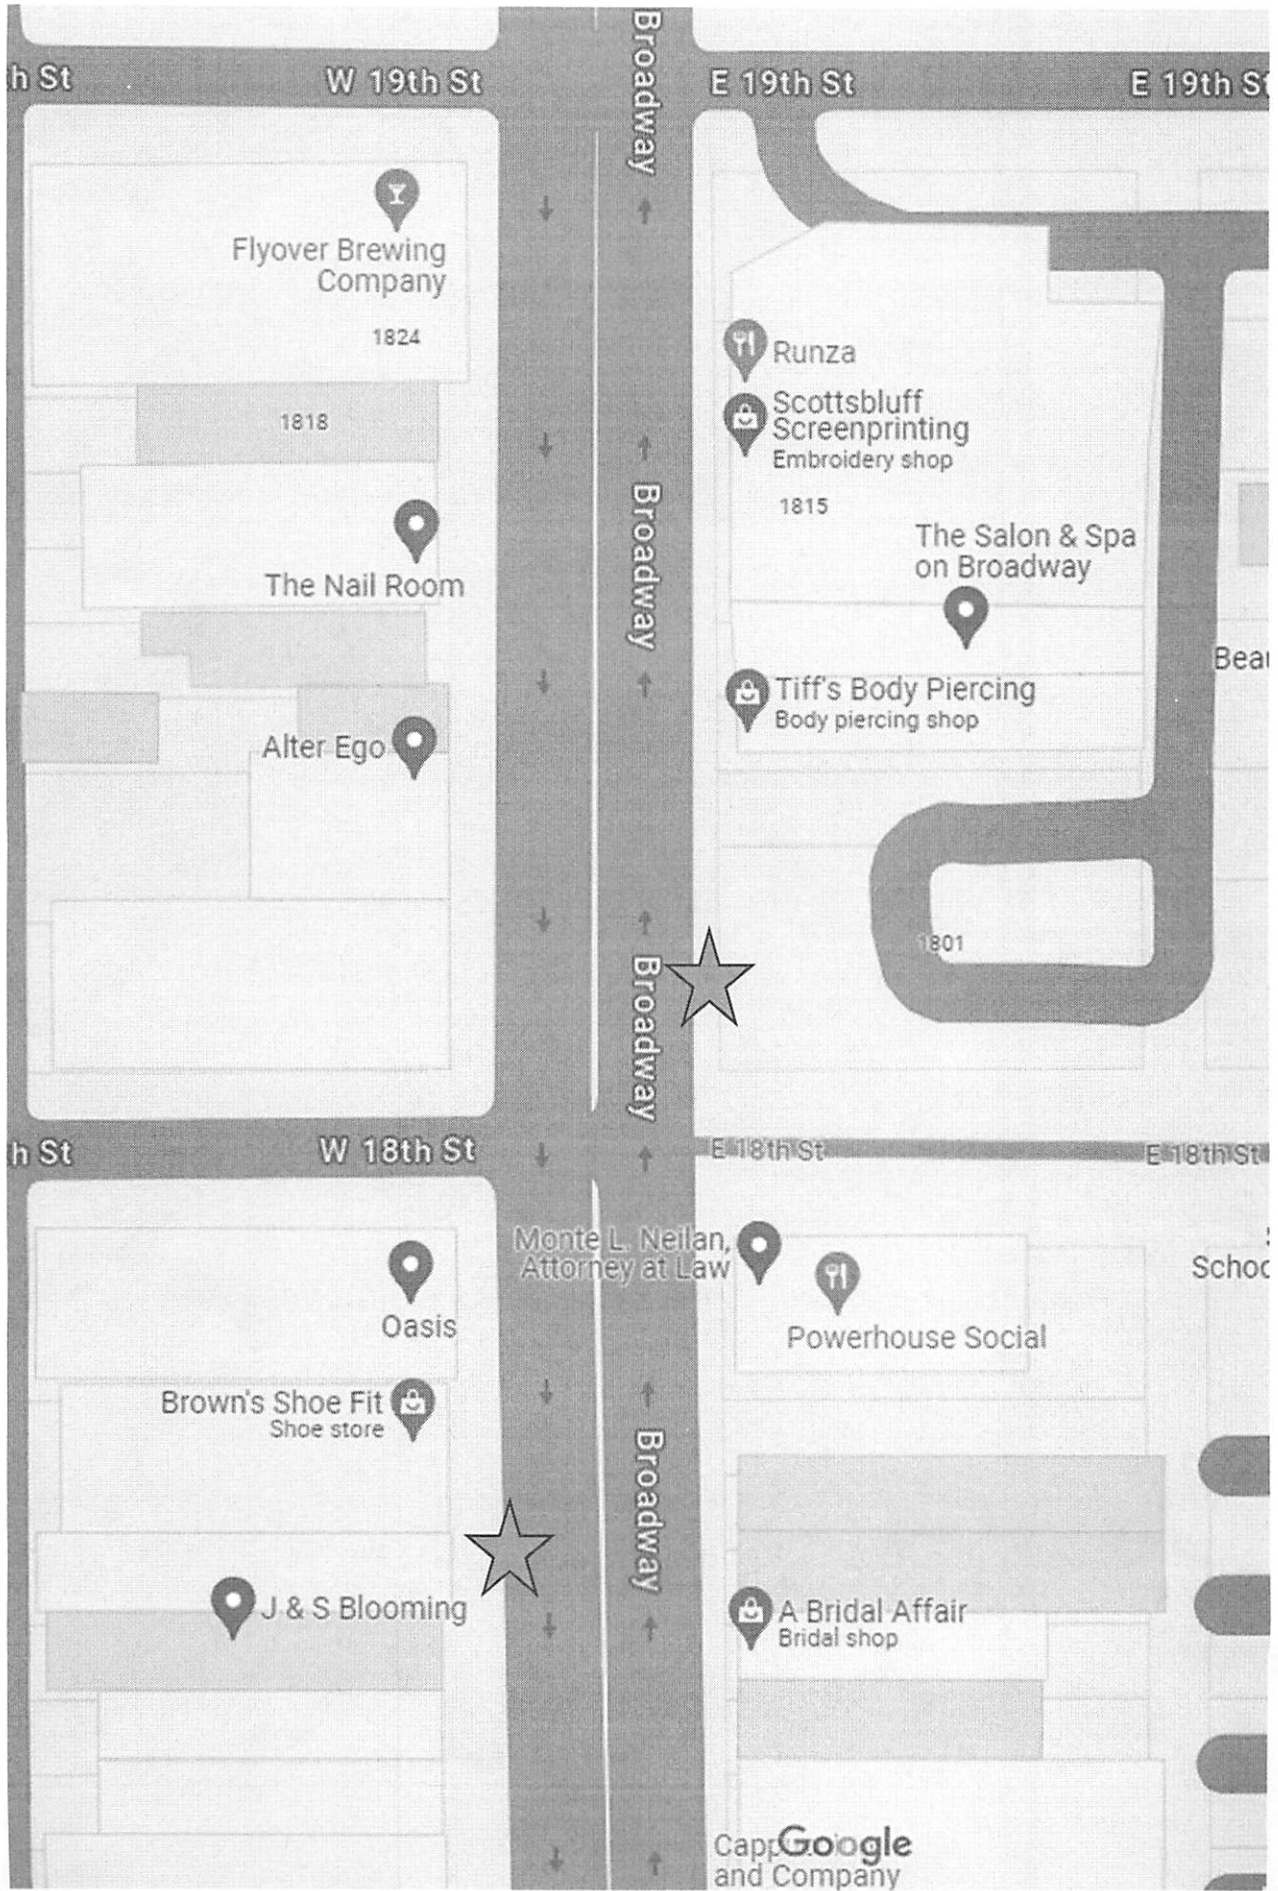 Broadway
h St
W 19th St
E 19th St
E 19th St
Flyover Brewing
Company
1824
Runza
Scottsbluff
Screenprinting
Embroidery shop
1818
1815
Broadway
The Salon & Spa
on Broadway
The Nail Room
Tiff's Body Piercing
Body piercing shop
Alter Ego
1801
Broadway
h St
W 18th St
E 18th St
E 18th St
Monte L. Neilan,
Attorney at Law
Oasis
Powerhouse Social
Brown's Shoe Fit
Shoe store
Broadway
J & S Blooming
A Bridal Affair
Bridal shop
Google
and Company